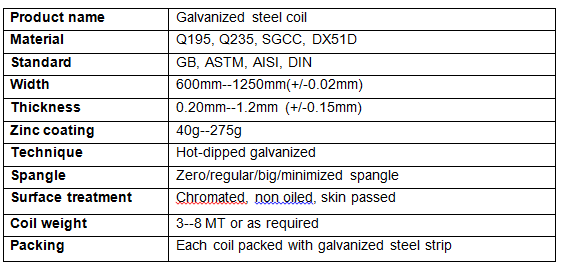 Product name Galvanized steel coil
Material Q195, Q235, SGCC, DX51D
Standard GB, ASTM, AISI, DIN
Width 600mm--1250mm(+/-0.02mm)
Thickness 0.20mm--1.2mm (+/-0.15mm)
Zinc coating 40g--275g
Technique Hot-dipped galvanized
Spangle Zero/regular/big/minimized spangle
Surface treatment Chromated, non oiled, skin passed
Coil weight 3--8 MT or as required
Packing Each coil packed with galvanized steel strip